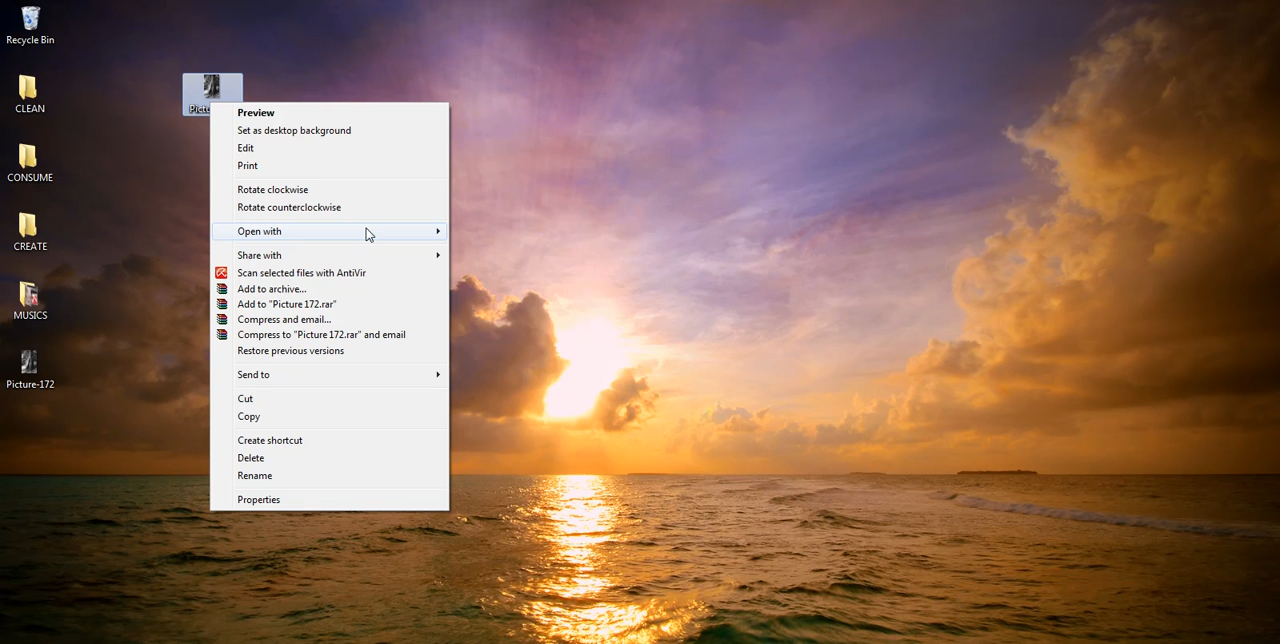 Recycle Bin
CLEAN
CONSUME
CREATE
MUSICS
Picture-172
Preview
Set as desktop background
Edit
Print
Rotate clockwise
Rotate counterclockwise
Open with
Share with
Scan selected files with AntiVir
Add to archive...
Add to "Picture 172.rar"
Compress and email...
Compress to "Picture 172.rar" and email
Restore previous versions
Send to
Cut
Copy
Create shortcut
Delete
Rename
Properties